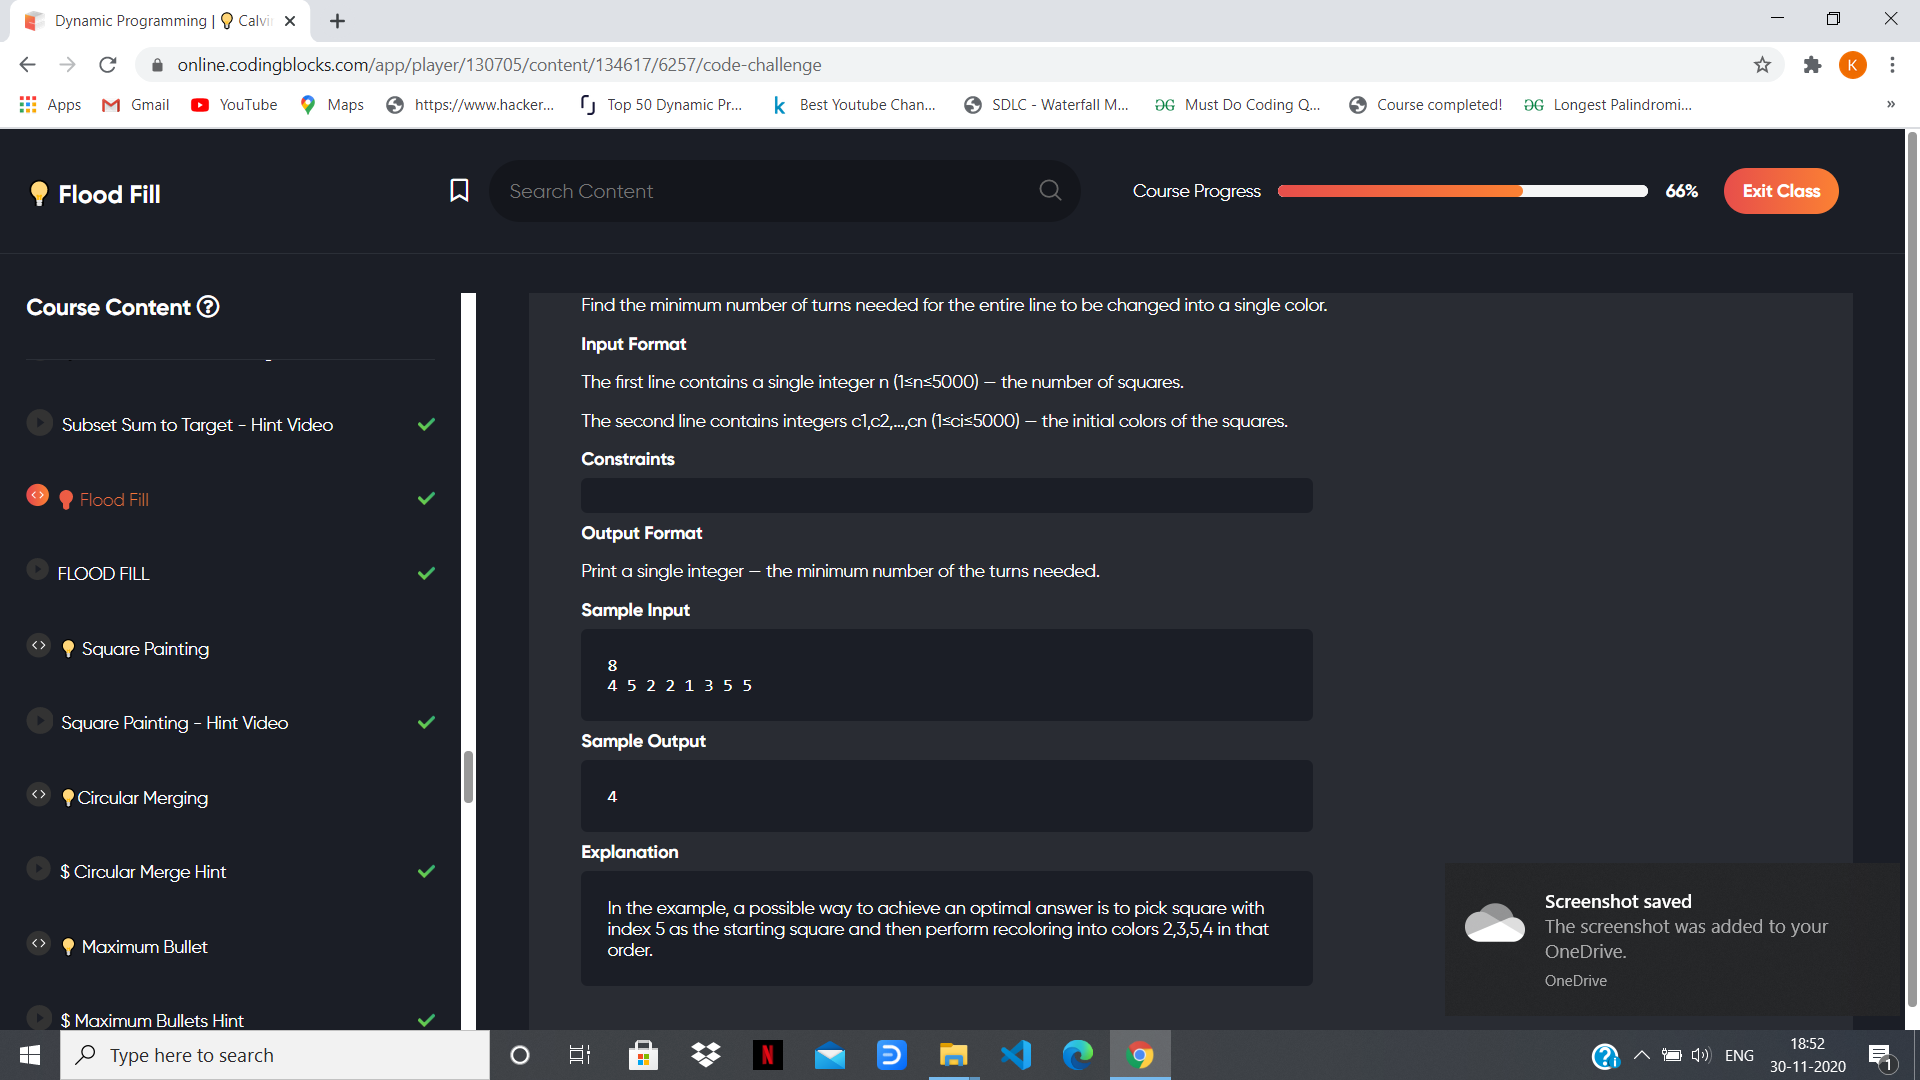 Dynamic Programming | 💡 Calvi
online.codingblocks.com/app/player/130705/content/134617/6257/code-challenge
K
Apps
Gmail
YouTube
Maps
https://www.hacker...
Top 50 Dynamic Pr...
Best Youtube Chan...
SDLC - Waterfall M...
Must Do Coding Q...
Course completed!
Longest Palindromi...
»
Flood Fill
Search Content
Course Progress
66%
Exit Class
Course Content
Subset Sum to Target - Hint Video
Flood Fill
FLOOD FILL
Square Painting
Square Painting - Hint Video
Circular Merging
$ Circular Merge Hint
Maximum Bullet
$ Maximum Bullets Hint
Find the minimum number of turns needed for the entire line to be changed into a single color.
Input Format
The first line contains a single integer n (1≤n≤5000) — the number of squares.
The second line contains integers c1,c2,…,cn (1≤ci≤5000) — the initial colors of the squares.
Constraints
Output Format
Print a single integer — the minimum number of the turns needed.
Sample Input
8
4 5 2 2 1 3 5 5
Sample Output
4
Explanation
In the example, a possible way to achieve an optimal answer is to pick square with
index 5 as the starting square and then perform recoloring into colors 2,3,5,4 in that
order.
Screenshot saved
The screenshot was added to your
OneDrive.
OneDrive
Type here to search
ENG
18:52
30-11-2020
1